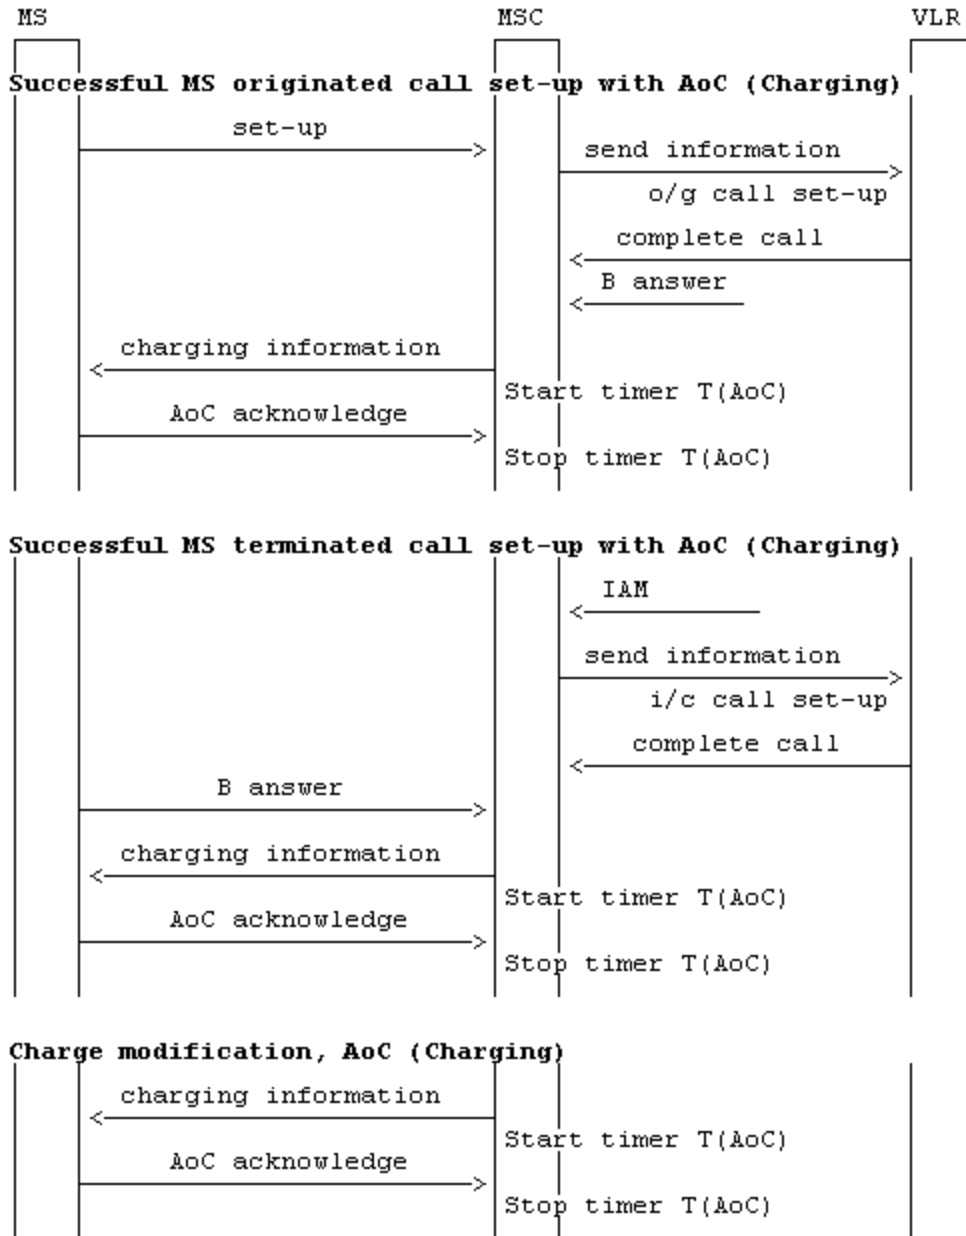 MS MSC VLR
Successful MS originated call set-up with AoC (Charging)
set-up
send information
o/g call set-up
complete call
B answer
charging information
Start timer T(AoC)
AoC acknowledge
Stop timer T(AoC)
Successful MS terminated call set-up with AoC (Charging)
IAM
send information
i/c call set-up
complete call
B answer
charging information
Start timer T(AoC)
AoC acknowledge
Stop timer T(AoC)
Charge modification, AoC (Charging)
charging information
Start timer T(AoC)
AoC acknowledge
Stop timer T(AoC)